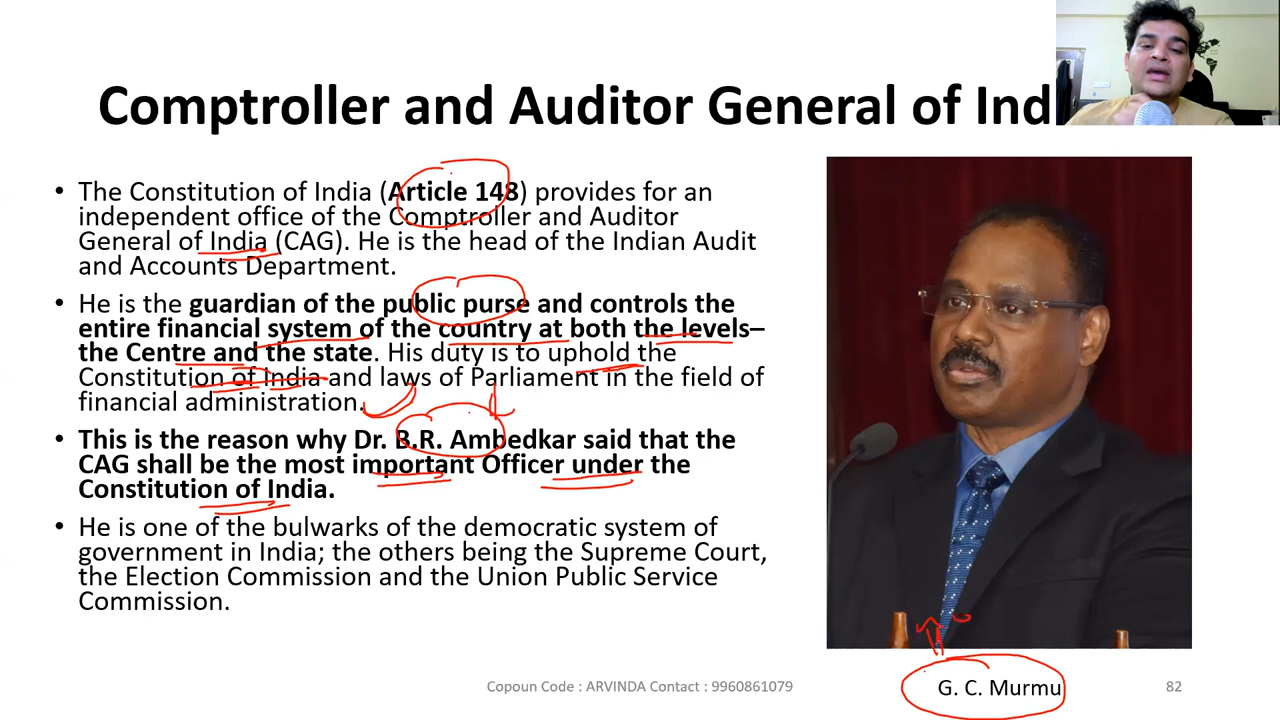 Comptroller and Auditor General of Ind
• The Constitution of India (Article 148) provides for an
independent office of the Comptroller and Auditor
General of India (CAG). He is the head of the Indian Audit
and Accounts Department.
• He is the guardian of the public purse and controls the
entire financial system of the country at both the levels–
the Centre and the state. His duty is to uphold the
Constitution of India and laws of Parliament in the field of
financial administration.
• This is the reason why Dr. B.R. Ambedkar said that the
CAG shall be the most important Officer under the
Constitution of India.
• He is one of the bulwarks of the democratic system of
government in India; the others being the Supreme Court,
the Election Commission and the Union Public Service
Commission.
G. C. Murmu
Copoun Code : ARVINDA Contact : 9960861079
82